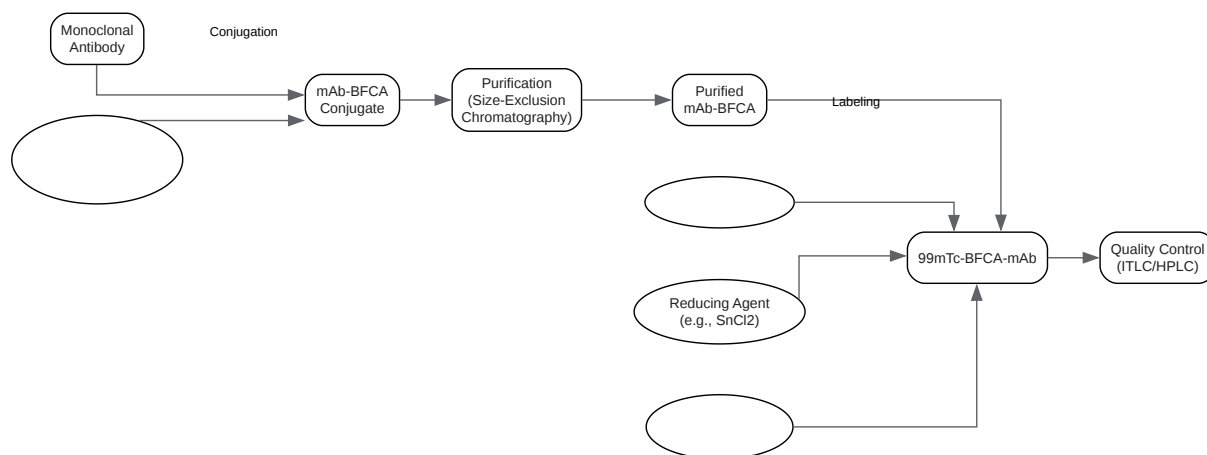 Monoclonal
Antibody
Conjugation
mAb-BFCA
Conjugate
Purification
(Size-Exclusion
Chromatography)
Purified
mAb-BFCA
Labeling
Reducing Agent
(e.g., SnCl2)
99mTc-BFCA-mAb
Quality Control
(ITLC/HPLC)